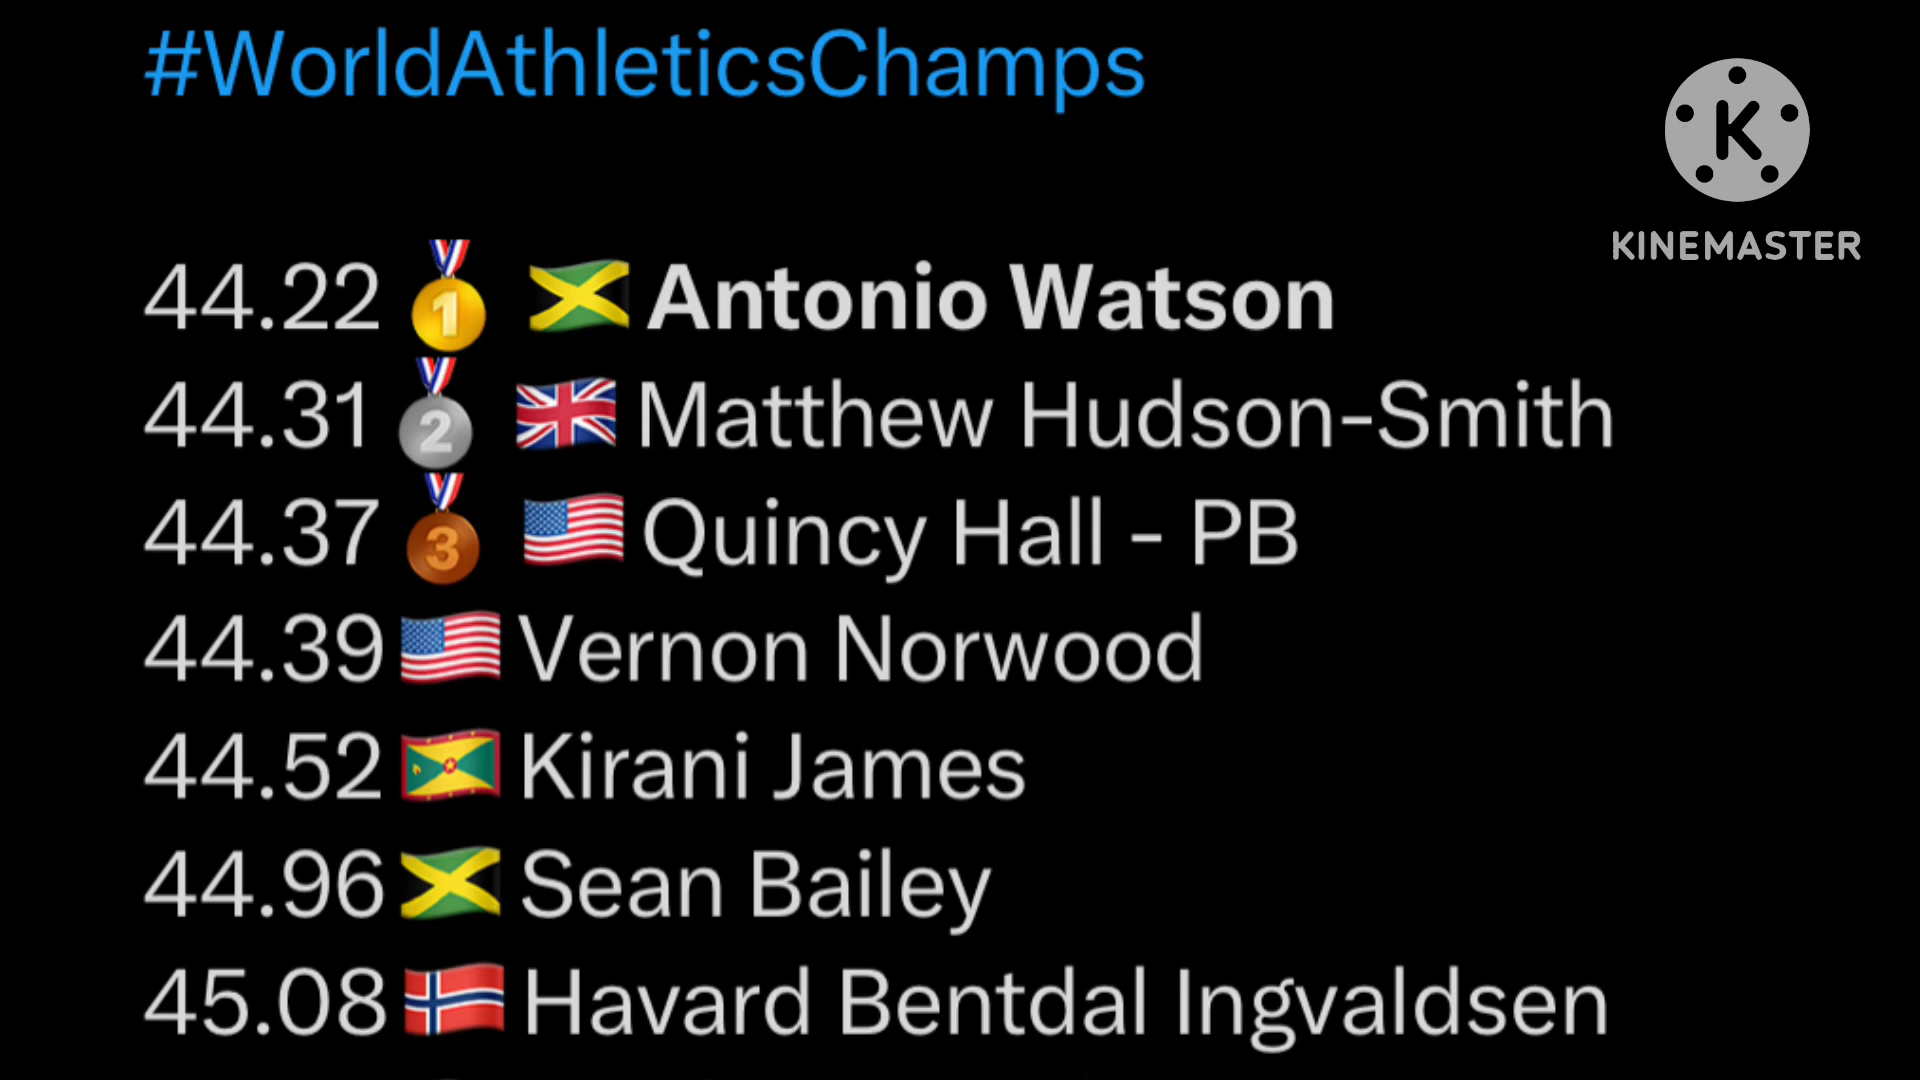 #WorldAthleticsChamps
K
KINEMASTER
44.22 🥇 🇯🇲 Antonio Watson
44.31 🥈 🇬🇧 Matthew Hudson-Smith
44.37 🥉 🇺🇸 Quincy Hall - PB
44.39 🇺🇸 Vernon Norwood
44.52 🇬🇩 Kirani James
44.96 🇯🇲 Sean Bailey
45.08 🇳🇴 Havard Bentdal Ingvaldsen